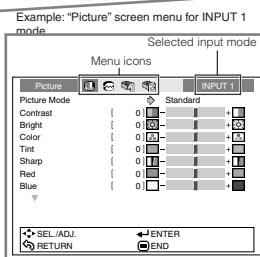 Example: “Picture” screen menu for INPUT 1
mode
Selected input mode
Menu icons
Picture INPUT 1
Picture Mode Standard
Contrast [ 0 ] – +
Bright [ 0 ] – +
Color [ 0 ] – +
Tint [ 0 ] – +
Sharp [ 0 ] – +
Red [ 0 ] – +
Blue [ 0 ] – +
SEL./ADJ. ENTER
RETURN END